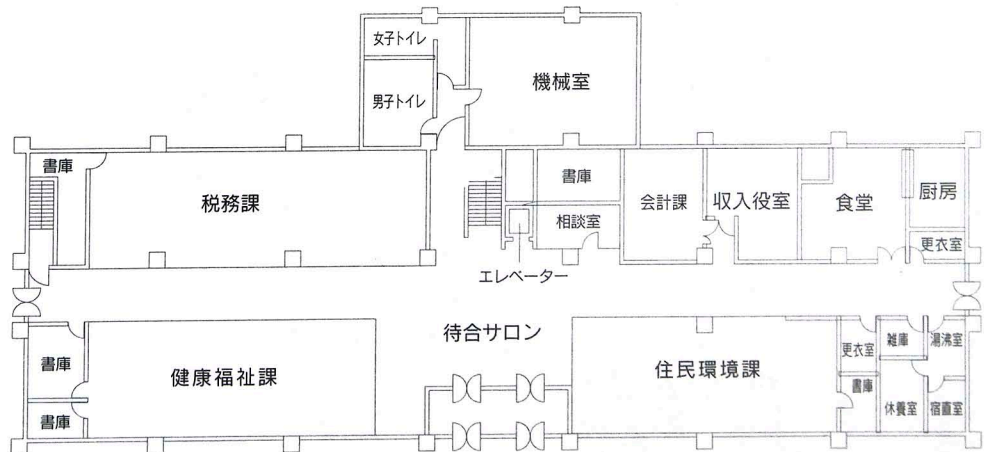 女子トイレ
機械室
男子トイレ
書庫
税務課
書庫
相談室
エレベーター
会計課
収入役室
食堂
厨房
更衣室
待合サロン
書庫
健康福祉課
書庫
住民環境課
更衣室
書庫
雑庫
湯沸室
休養室
宿直室